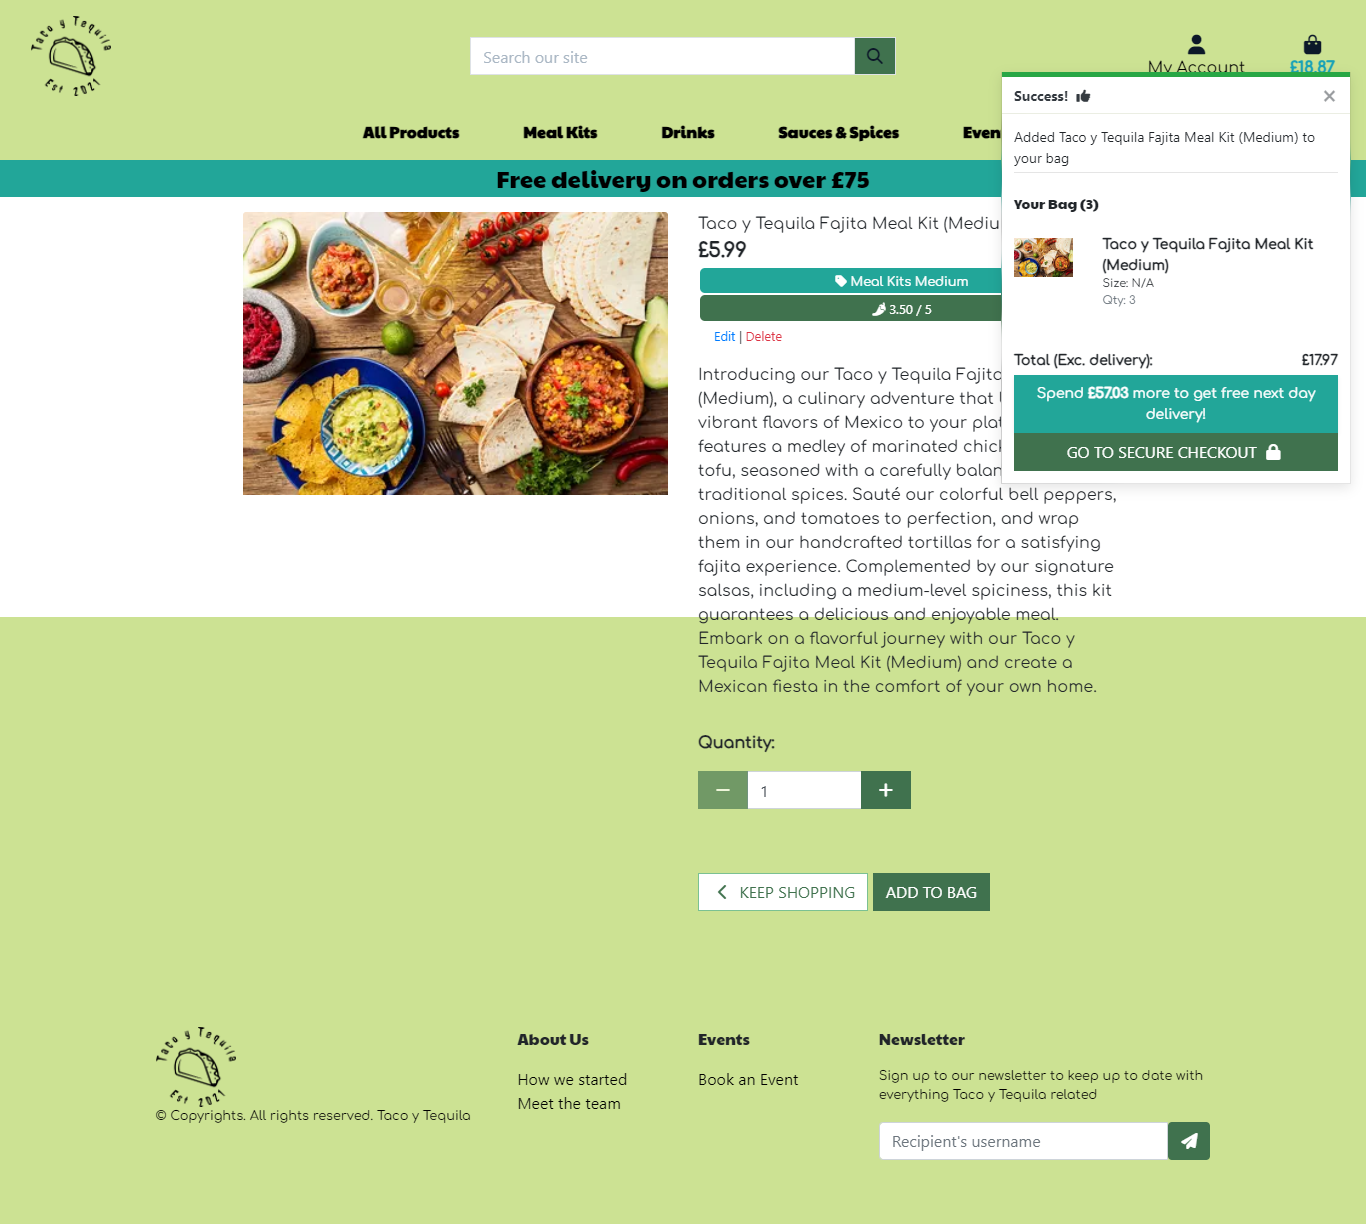 Taco y Tequila
Est 2021
Search our site
My Account
£18.87
All Products
Meal Kits
Drinks
Sauces & Spices
Even
Free delivery on orders over £75
Success!
×
Added Taco y Tequila Fajita Meal Kit (Medium) to
your bag
Your Bag (3)
Taco y Tequila Fajita Meal Kit
(Medium)
Size: N/A
Qty: 3
Total (Exc. delivery):
£17.97
Spend £57.03 more to get free next day
delivery!
GO TO SECURE CHECKOUT
Taco y Tequila Fajita Meal Kit (Mediu
£5.99
Meal Kits Medium
3.50 / 5
Edit | Delete
Introducing our Taco y Tequila Fajita
(Medium), a culinary adventure that
vibrant flavors of Mexico to your plat
features a medley of marinated chick
tofu, seasoned with a carefully balan
traditional spices. Sauté our colorful bell peppers,
onions, and tomatoes to perfection, and wrap
them in our handcrafted tortillas for a satisfying
fajita experience. Complemented by our signature
salsas, including a medium-level spiciness, this kit
guarantees a delicious and enjoyable meal.
Embark on a flavorful journey with our Taco y
Tequila Fajita Meal Kit (Medium) and create a
Mexican fiesta in the comfort of your own home.
Quantity:
1
KEEP SHOPPING
ADD TO BAG
Taco y Tequila
Est 2021
© Copyrights. All rights reserved. Taco y Tequila
About Us
How we started
Meet the team
Events
Book an Event
Newsletter
Sign up to our newsletter to keep up to date with
everything Taco y Tequila related
Recipient's username